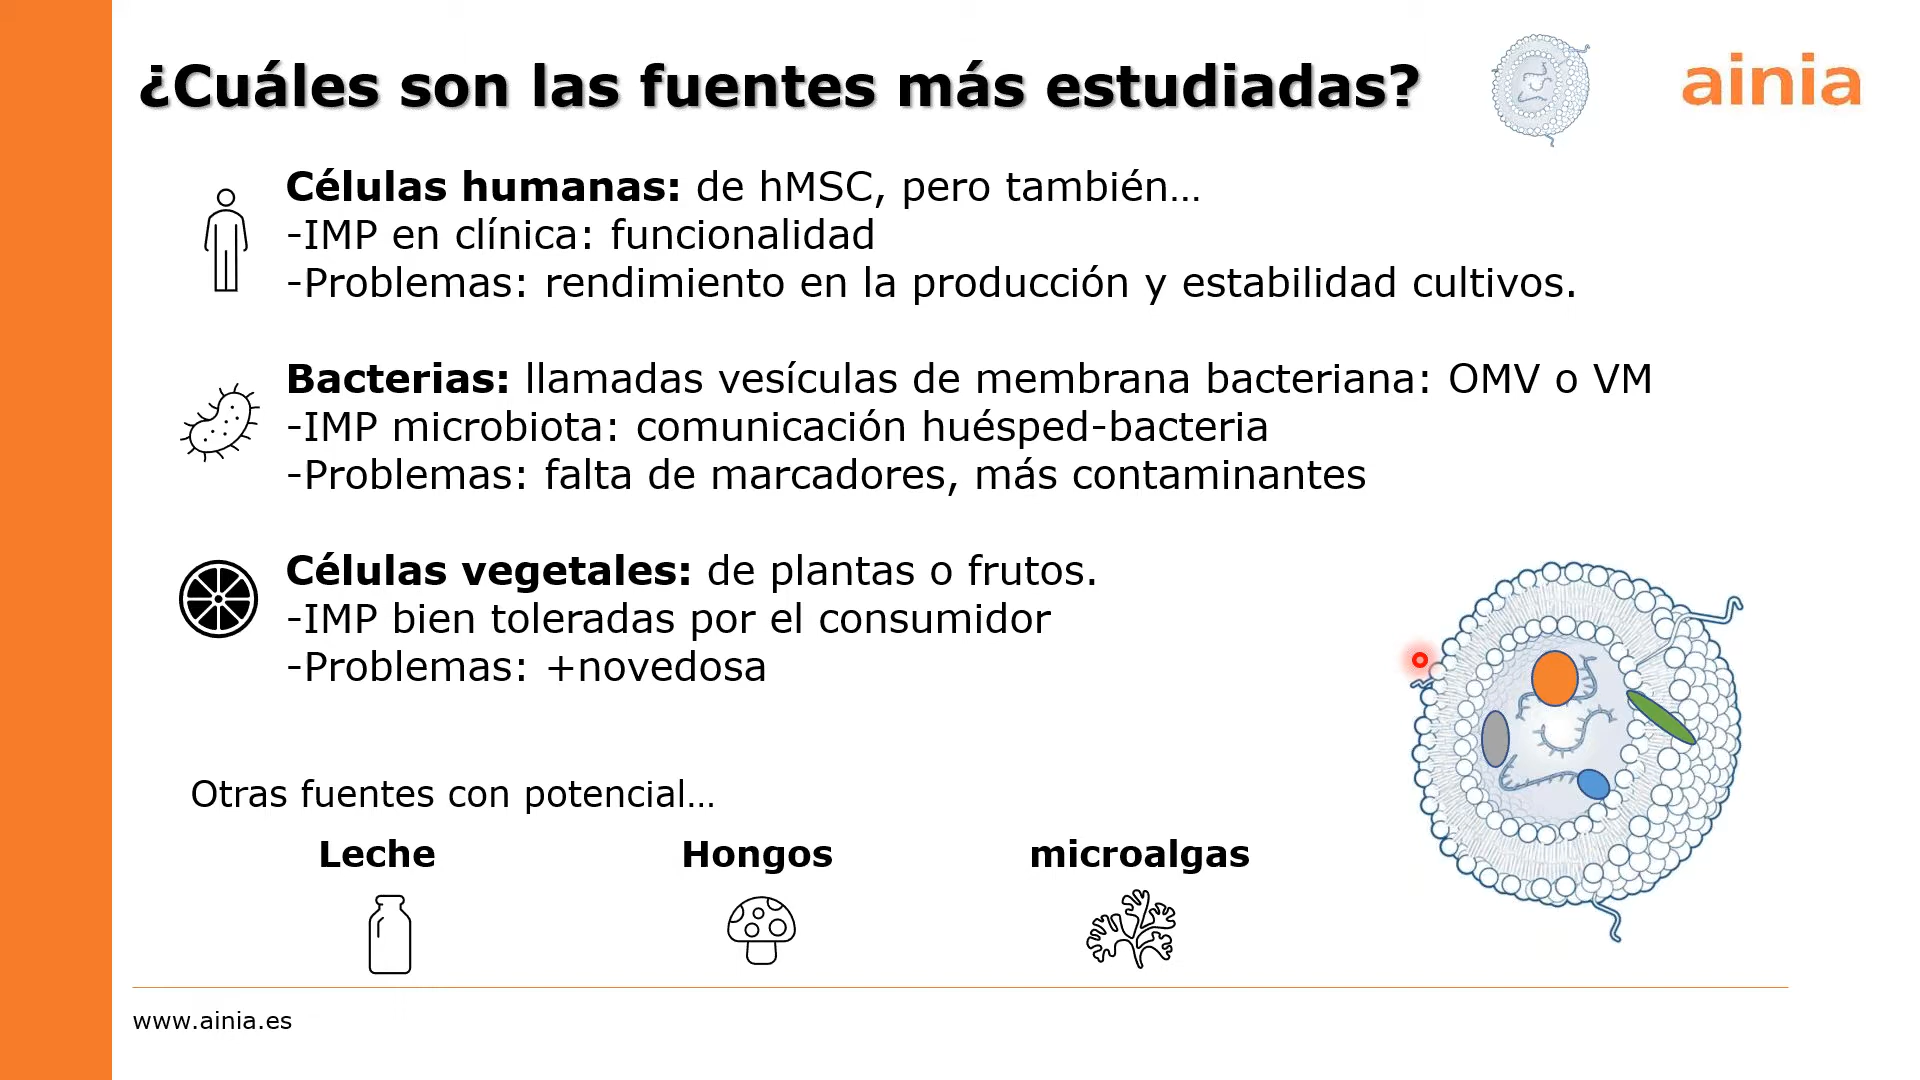 ¿Cuáles son las fuentes más estudiadas?
ainia
Células humanas: de hMSC, pero también…
-IMP en clínica: funcionalidad
-Problemas: rendimiento en la producción y estabilidad cultivos.
Bacterias: llamadas vesículas de membrana bacteriana: OMV o VM
-IMP microbiota: comunicación huésped-bacteria
-Problemas: falta de marcadores, más contaminantes
Células vegetales: de plantas o frutos.
-IMP bien toleradas por el consumidor
-Problemas: +novedosa
Otras fuentes con potencial…
Leche
Hongos
microalgas
www.ainia.es